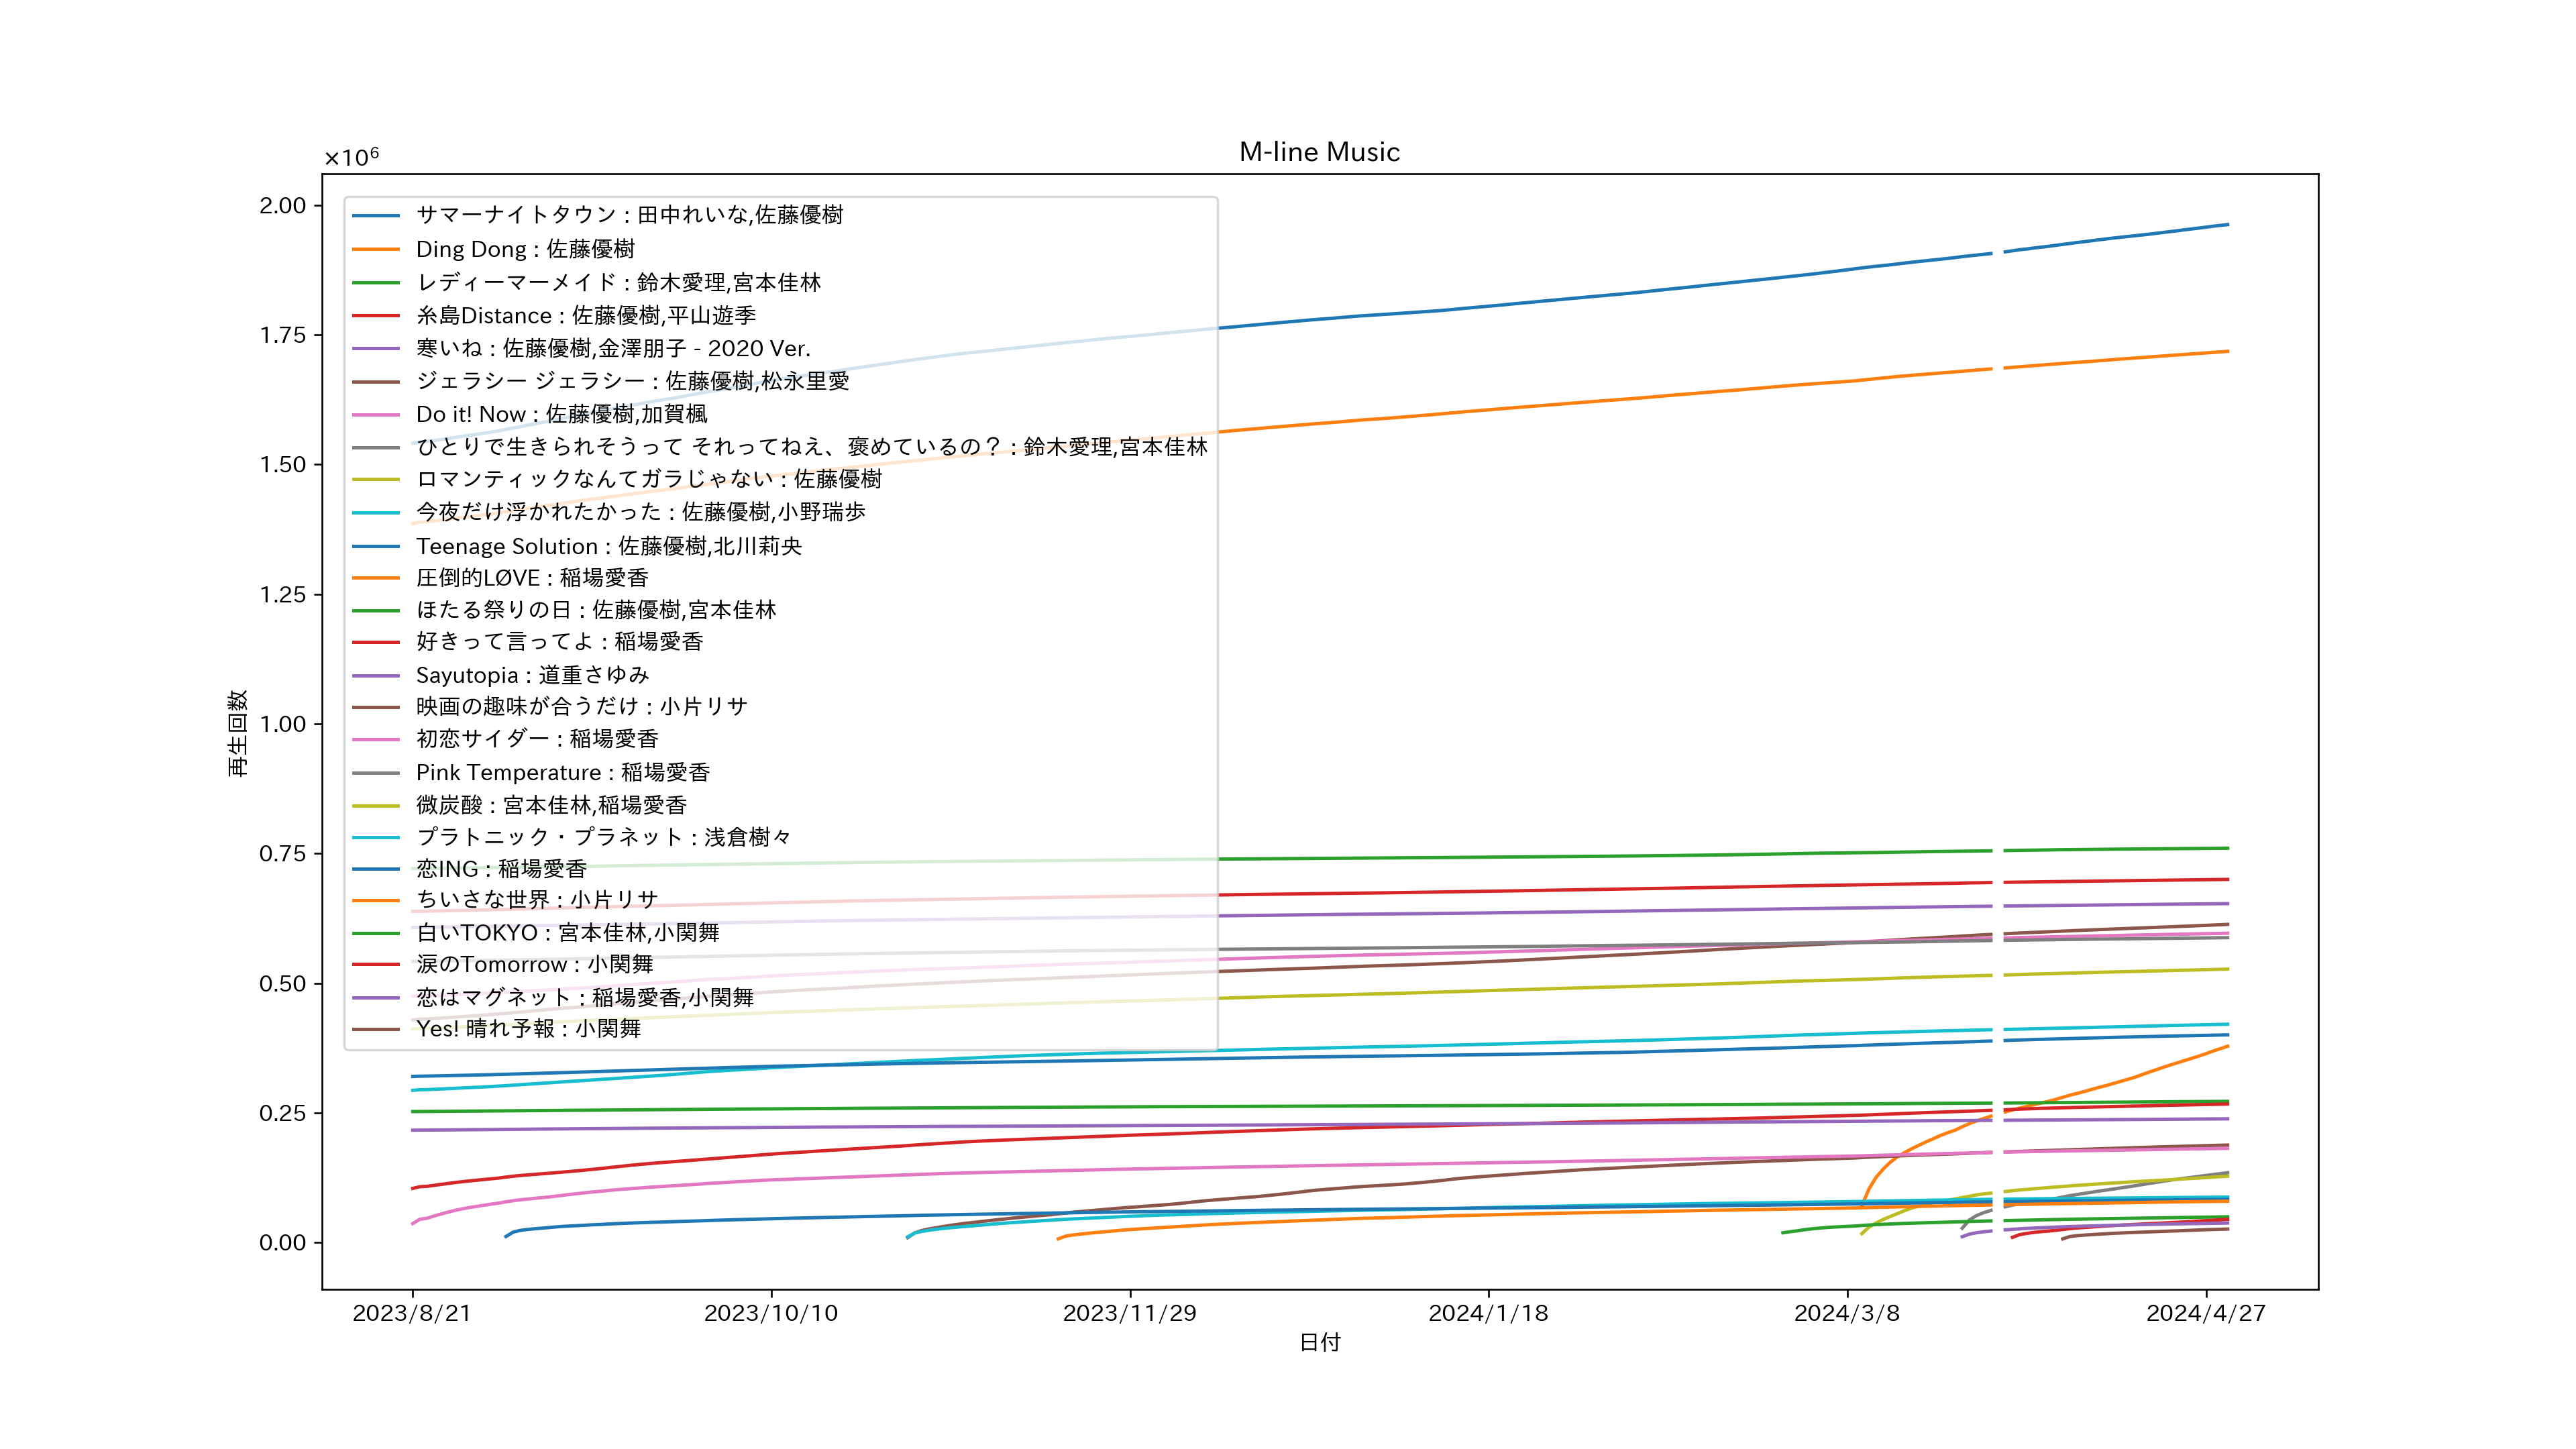 M-line Music
×10⁶
2.00
1.75
1.50
1.25
1.00
0.75
0.50
0.25
0.00
再生回数
サマーナイトタウン : 田中れいな,佐藤優樹
Ding Dong : 佐藤優樹
レディーマーメイド : 鈴木愛理,宮本佳林
糸島Distance : 佐藤優樹,平山遊季
寒いね : 佐藤優樹,金澤朋子 - 2020 Ver.
ジェラシー ジェラシー : 佐藤優樹,松永里愛
Do it! Now : 佐藤優樹,加賀楓
ひとりで生きられそうって それってねえ、褒めているの？ : 鈴木愛理,宮本佳林
ロマンティックなんてガラじゃない : 佐藤優樹
今夜だけ浮かれたかった : 佐藤優樹,小野瑞歩
Teenage Solution : 佐藤優樹,北川莉央
圧倒的LØVE : 稲場愛香
ほたる祭りの日 : 佐藤優樹,宮本佳林
好きって言ってよ : 稲場愛香
Sayutopia : 道重さゆみ
映画の趣味が合うだけ : 小片リサ
初恋サイダー : 稲場愛香
Pink Temperature : 稲場愛香
微炭酸 : 宮本佳林,稲場愛香
プラトニック・プラネット : 浅倉樹々
恋ING : 稲場愛香
ちいさな世界 : 小片リサ
白いTOKYO : 宮本佳林,小関舞
涙のTomorrow : 小関舞
恋はマグネット : 稲場愛香,小関舞
Yes! 晴れ予報 : 小関舞
2023/8/21
2023/10/10
2023/11/29
2024/1/18
2024/3/8
2024/4/27
日付